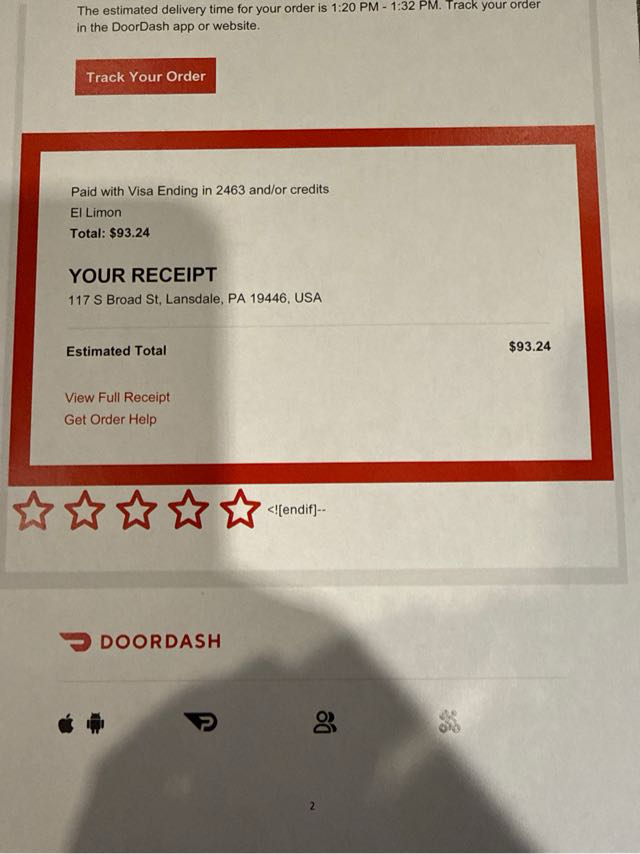 The estimated delivery time for your order is 1:20 PM - 1:32 PM. Track your order
in the DoorDash app or website.
Track Your Order
Paid with Visa Ending in 2463 and/or credits
El Limon
Total: $93.24
YOUR RECEIPT
117 S Broad St, Lansdale, PA 19446, USA
Estimated Total $93.24
View Full Receipt
Get Order Help
<![endif]--
DOORDASH
2